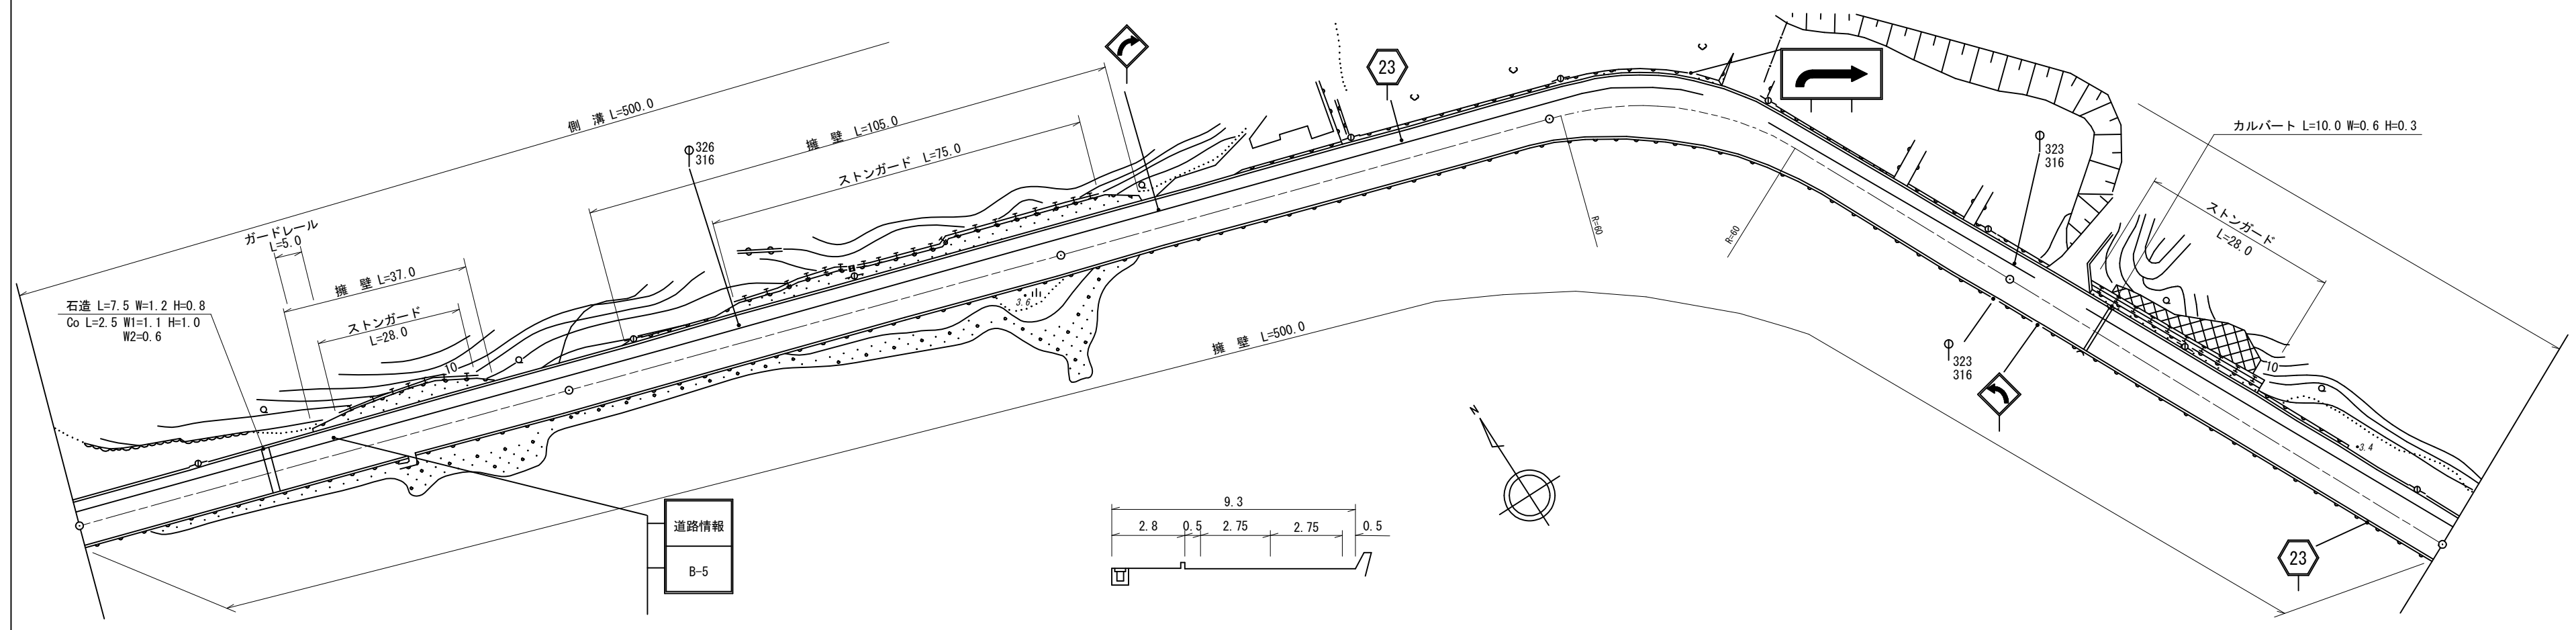 側 溝 L=500.0
擁 壁 L=105.0
ストンガード L=75.0
326
316
ガードレール
L=5.0
擁 壁 L=37.0
ストンガード
L=28.0
石造 L=7.5 W=1.2 H=0.8
Co L=2.5 W1=1.1 H=1.0
W2=0.6
10
3.6
23
擁 壁 L=500.0
R=60
R=60
323
316
カルバート L=10.0 W=0.6 H=0.3
ストンガード
L=28.0
10
3.4
323
316
23
N
道路情報
B-5
9.3
2.8 0.5 2.75 2.75 0.5